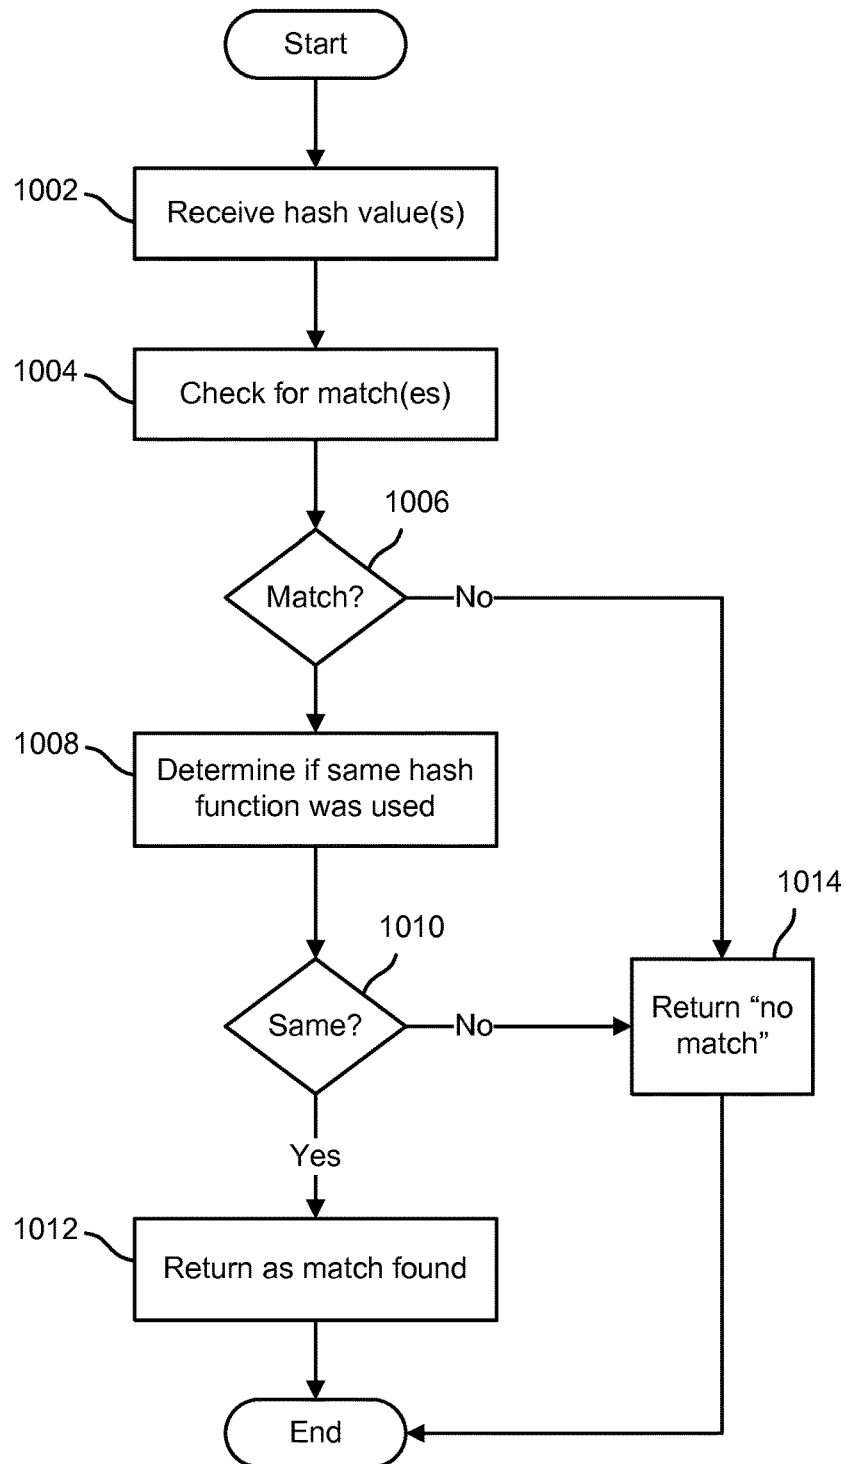 Start
1002
Receive hash value(s)
1004
Check for match(es)
1006
Match?
No
1008
Determine if same hash
function was used
1014
1010
Return “no
match”
Same?
No
Yes
1012
Return as match found
End